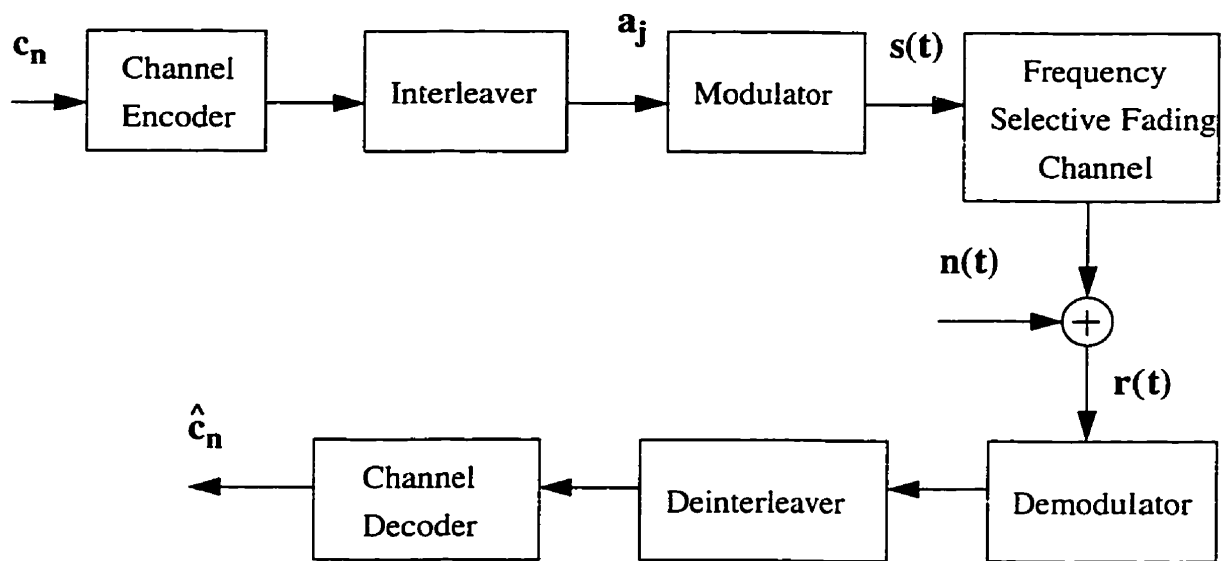 c_n
Channel
Encoder
Interleaver
a_j
Modulator
s(t)
Frequency
Selective Fading
Channel
n(t)
+
r(t)
ĉ_n
Channel
Decoder
Deinterleaver
Demodulator